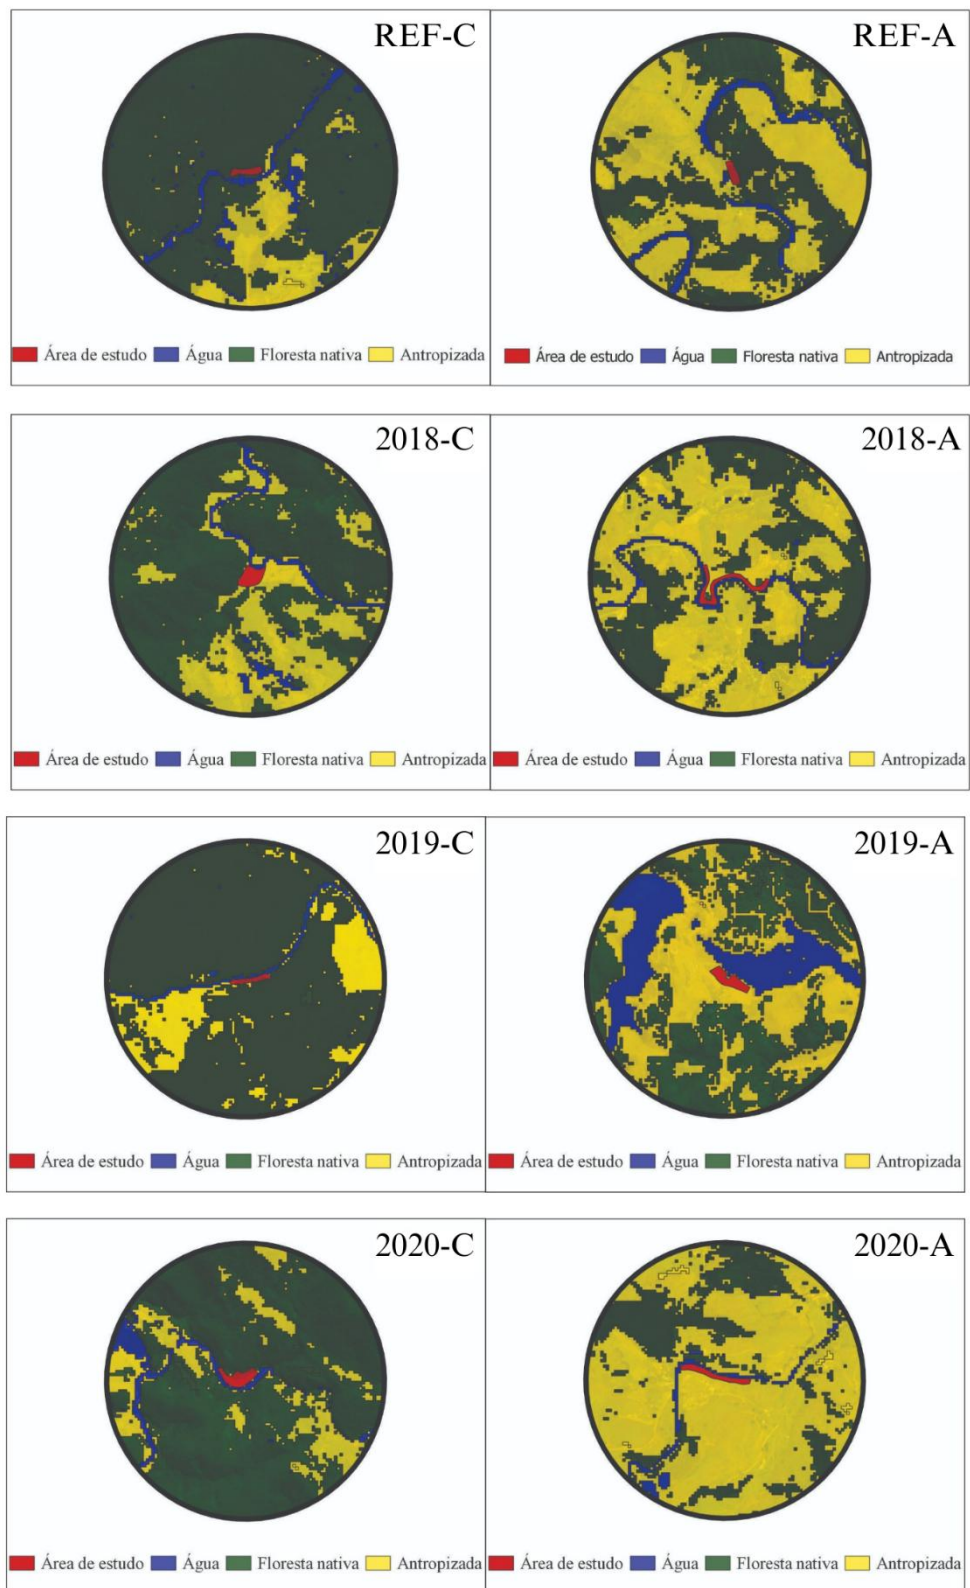 REF-C
REF-A
Área de estudo Água Floresta nativa Antropizada
Área de estudo Água Floresta nativa Antropizada
2018-C
2018-A
Área de estudo Água Floresta nativa Antropizada
Área de estudo Água Floresta nativa Antropizada
2019-C
2019-A
Área de estudo Água Floresta nativa Antropizada
Área de estudo Água Floresta nativa Antropizada
2020-C
2020-A
Área de estudo Água Floresta nativa Antropizada
Área de estudo Água Floresta nativa Antropizada